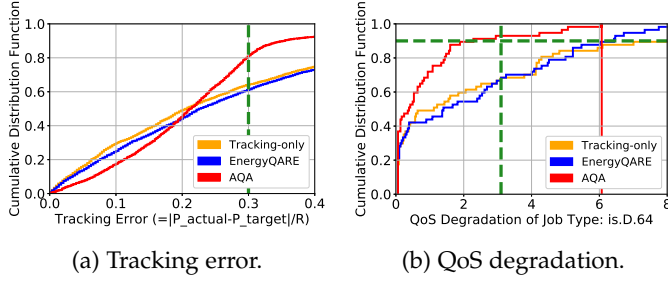 Cumulative Distribution Function
1.0
0.8
0.6
0.4
0.2
0.0
0.0 0.1 0.2 0.3 0.4
Tracking Error (=|P_actual-P_target|/R)
Tracking-only
EnergyQARE
AQA
(a) Tracking error.
Cumulative Distribution Function
1.0
0.8
0.6
0.4
0.2
0.0
0 2 4 6 8
QoS Degradation of Job Type: is.D.64
Tracking-only
EnergyQARE
AQA
(b) QoS degradation.